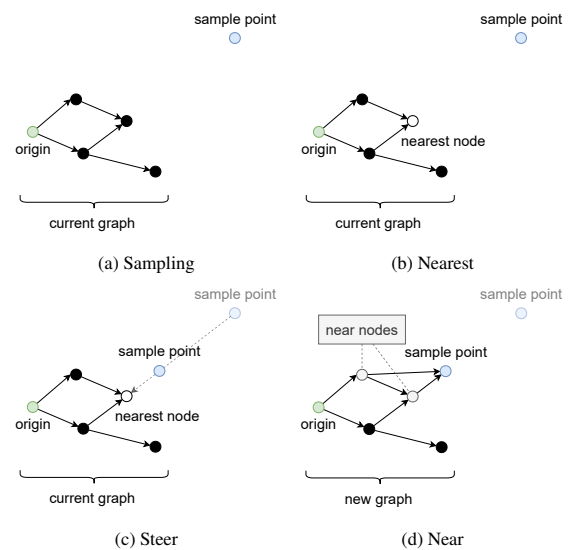 sample point
origin
current graph
(a) Sampling
sample point
nearest node
origin
current graph
(b) Nearest
sample point
sample point
nearest node
origin
current graph
(c) Steer
sample point
near nodes
sample point
origin
new graph
(d) Near